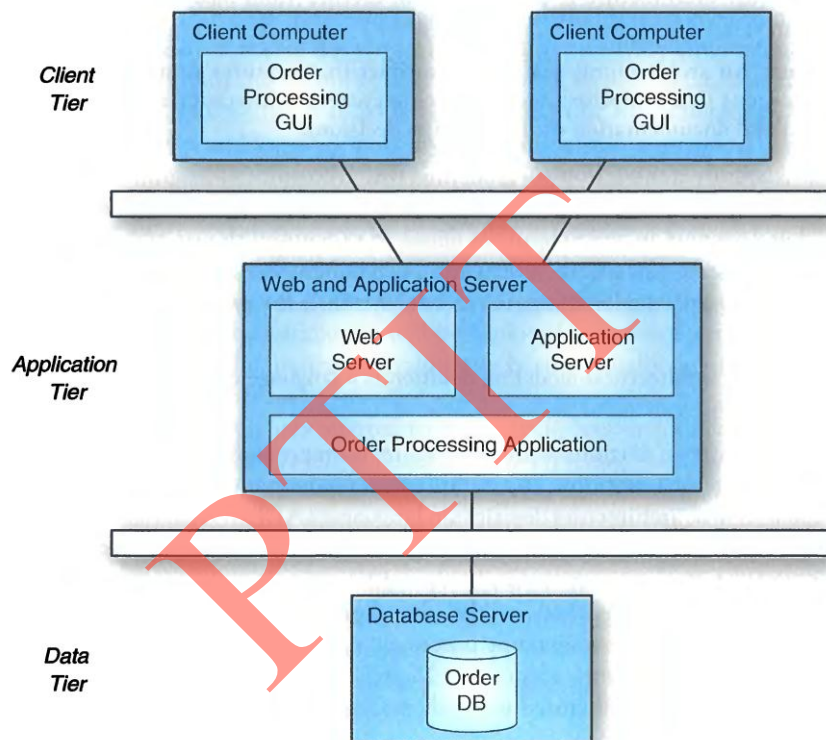 Client Computer
Order
Processing
GUI
Client Computer
Order
Processing
GUI
Client
Tier
Web and Application Server
Web
Server
Application
Server
Order Processing Application
Application
Tier
Database Server
Order
DB
Data
Tier
PTIT